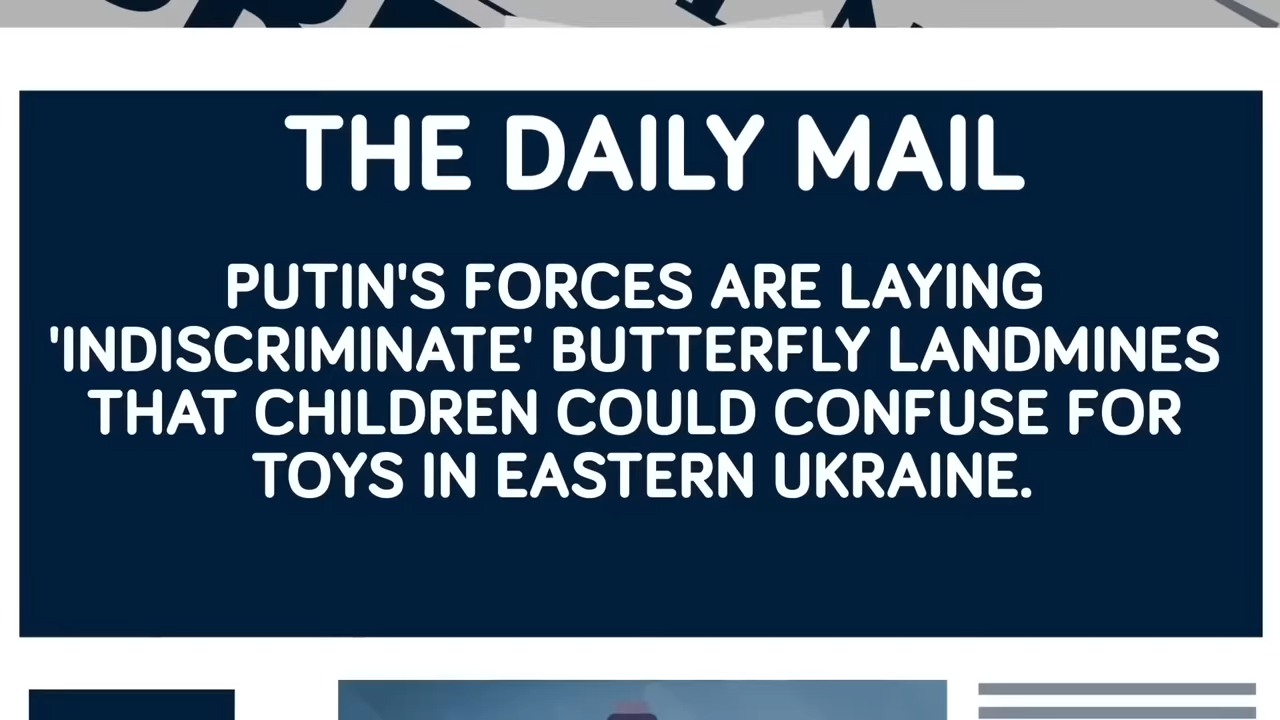 THE DAILY MAIL
PUTIN'S FORCES ARE LAYING
'INDISCRIMINATE' BUTTERFLY LANDMINES
THAT CHILDREN COULD CONFUSE FOR
TOYS IN EASTERN UKRAINE.